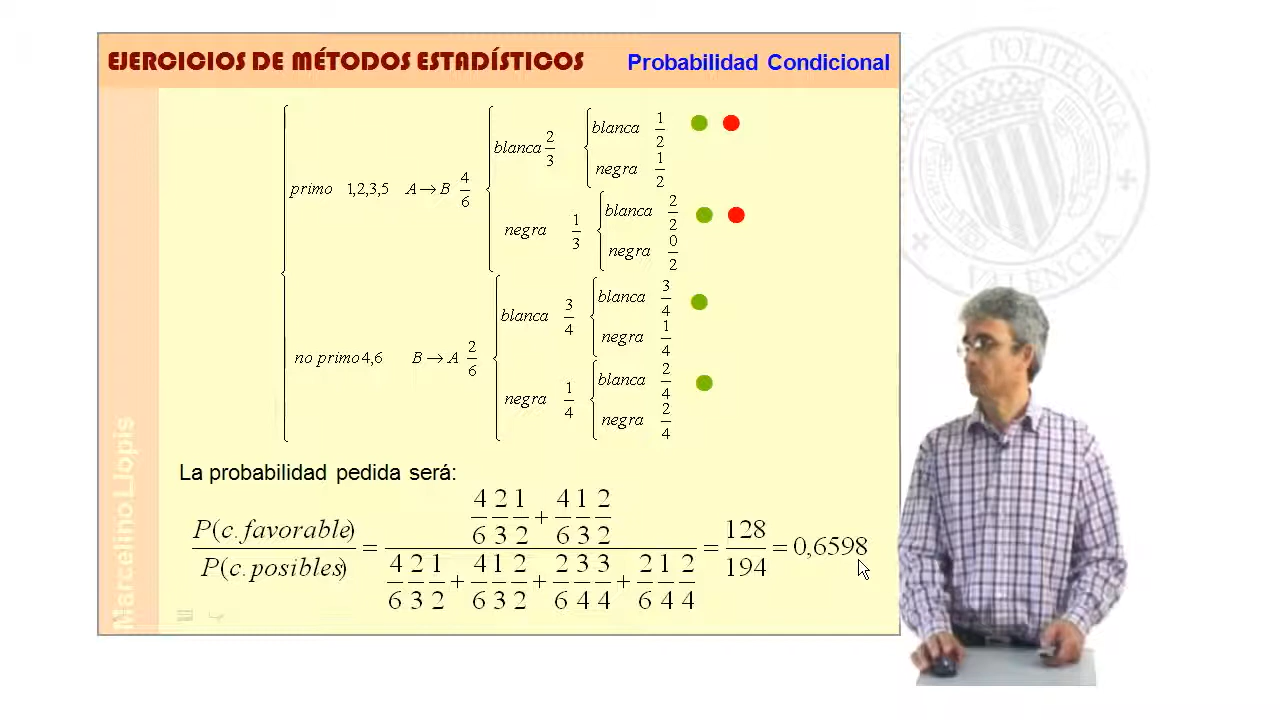 EJERCICIOS DE MÉTODOS ESTADÍSTICOS Probabilidad Condicional
blanca 1/2
blanca 2/3
negra 1/2
primo 1,2,3,5 A → B 4/6
blanca 2/2
negra 1/3
negra 0/2
blanca 3/4
blanca 3/4
negra 1/4
no primo 4,6 B → A 2/6
blanca 2/4
negra 1/4
negra 2/4
La probabilidad pedida será:
P(c. favorable) / P(c. posibles) = (4/6 2/3 1/2 + 4/6 1/3 2/2) / (4/6 2/3 1/2 + 4/6 1/3 2/2 + 2/6 3/4 3/4 + 2/6 1/4 2/4) = 128/194 = 0,6598
Marcelino LLopis
UNIVERSITAT POLITECNICA
VALENCIA